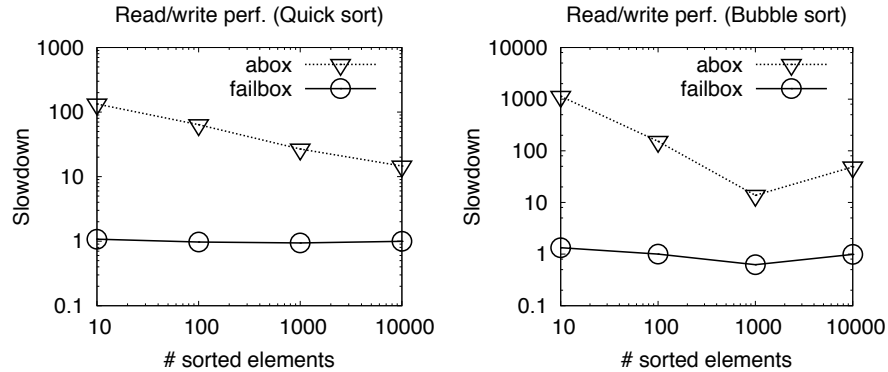 Read/write perf. (Quick sort)
1000
100
10
1
0.1
Slowdown
abox
failbox
10 100 1000 10000
# sorted elements
Read/write perf. (Bubble sort)
10000
1000
100
10
1
0.1
Slowdown
abox
failbox
10 100 1000 10000
# sorted elements